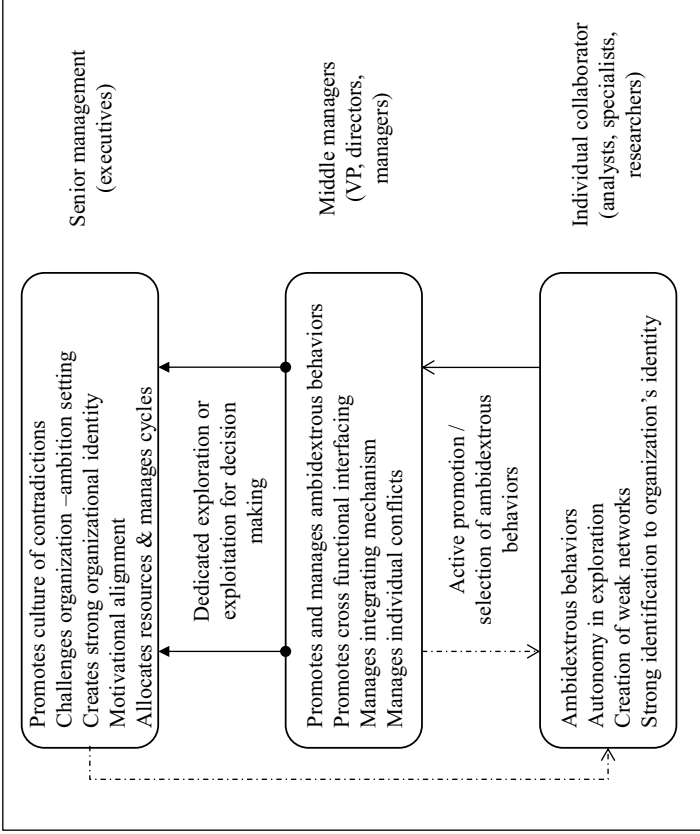 Senior management
(executives)
Promotes culture of contradictions
Challenges organization –ambition setting
Creates strong organizational identity
Motivational alignment
Allocates resources & manages cycles
Dedicated exploration or
exploitation for decision
making
Middle managers
(VP, directors,
managers)
Promotes and manages ambidextrous behaviors
Promotes cross functional interfacing
Manages integrating mechanism
Manages individual conflicts
Active promotion /
selection of ambidextrous
behaviors
Individual collaborator
(analysts, specialists,
researchers)
Ambidextrous behaviors
Autonomy in exploration
Creation of weak networks
Strong identification to organization’s identity